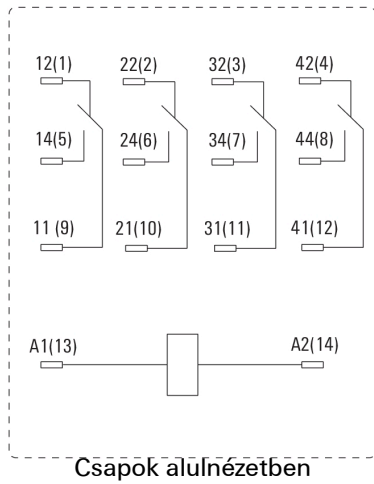 12(1) 22(2) 32(3) 42(4)
14(5) 24(6) 34(7) 44(8)
11 (9) 21(10) 31(11) 41(12)
A1(13) A2(14)
Csapok alulnézetben